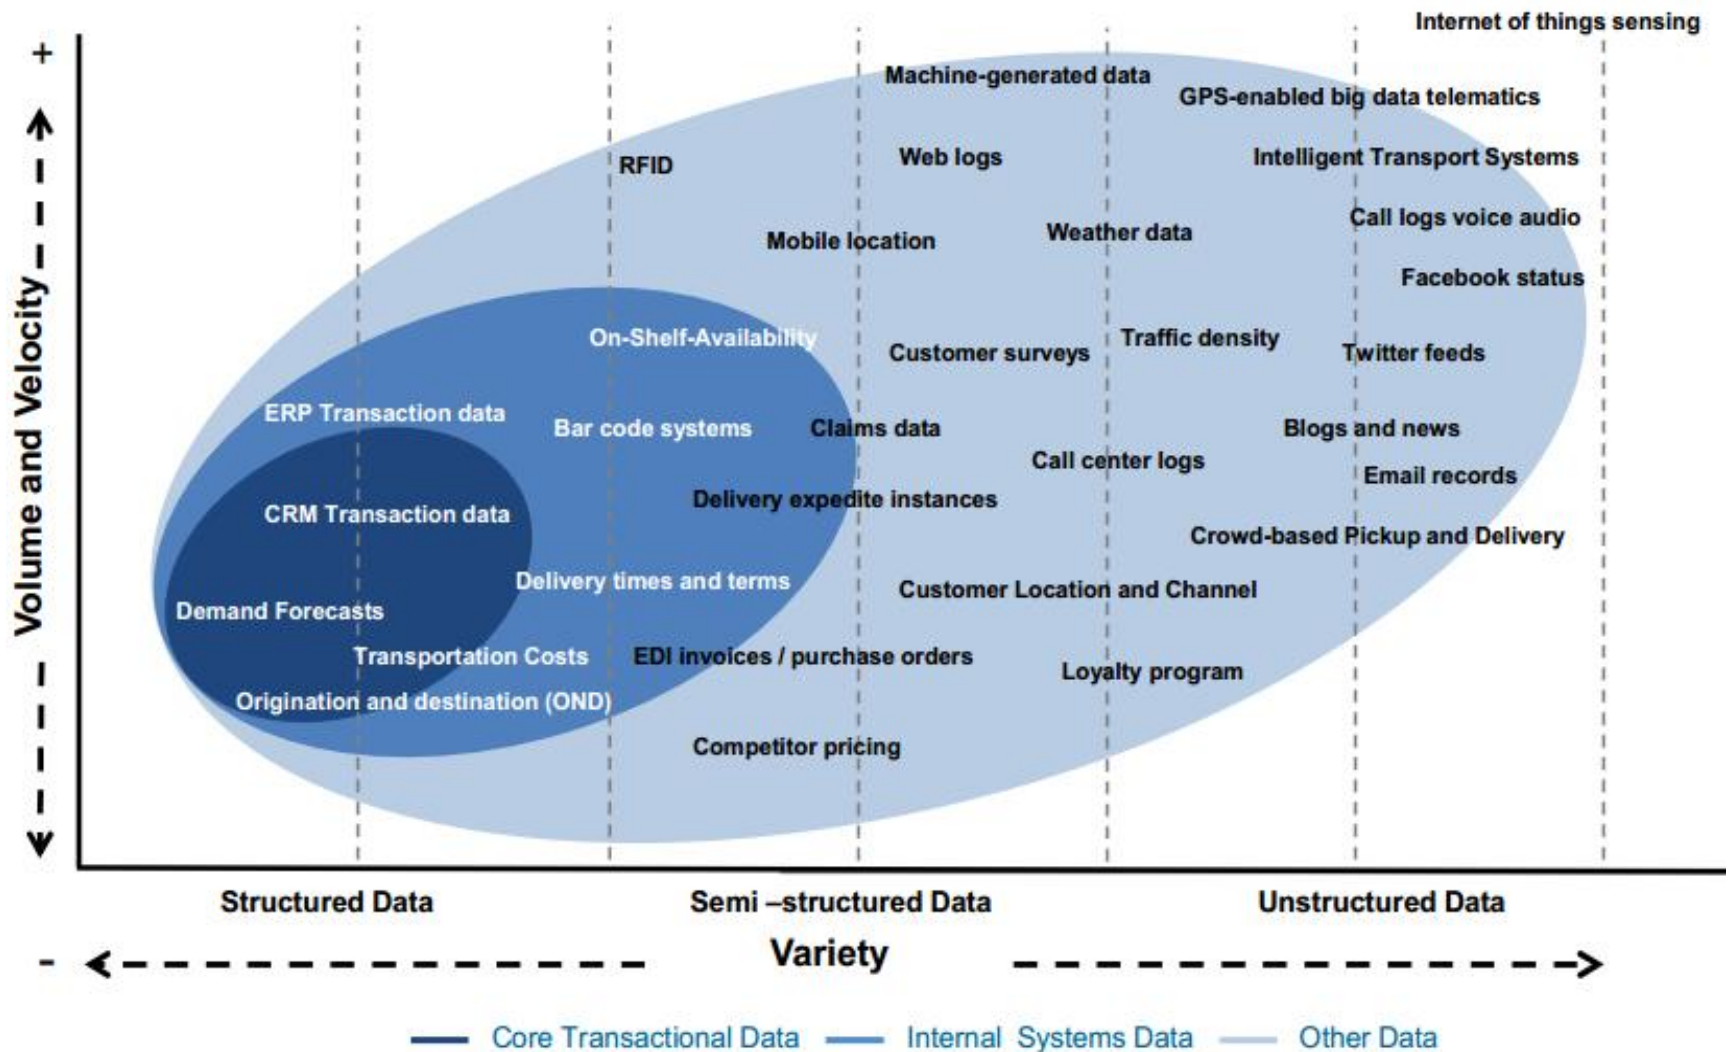 Internet of things sensing
+
Machine-generated data
GPS-enabled big data telematics
RFID
Web logs
Intelligent Transport Systems
Call logs voice audio
Mobile location
Weather data
Facebook status
On-Shelf-Availability
Customer surveys
Traffic density
Twitter feeds
ERP Transaction data
Bar code systems
Claims data
Blogs and news
Call center logs
Email records
CRM Transaction data
Delivery expedite instances
Crowd-based Pickup and Delivery
Delivery times and terms
Customer Location and Channel
Demand Forecasts
Transportation Costs
EDI invoices / purchase orders
Loyalty program
Origination and destination (OND)
Competitor pricing
Volume and Velocity
Structured Data
Semi –structured Data
Unstructured Data
-
Variety
Core Transactional Data
Internal Systems Data
Other Data